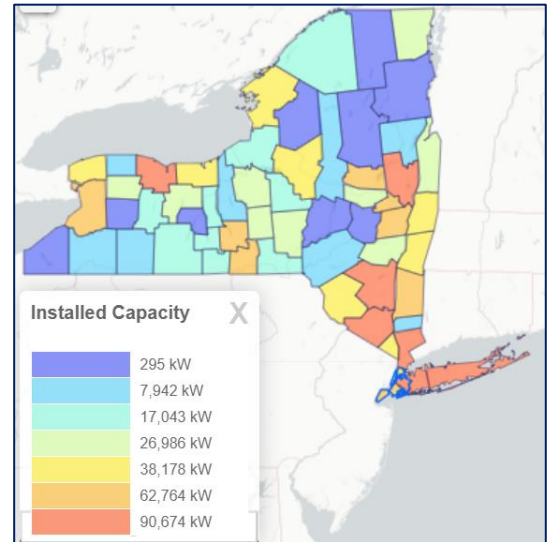 Installed Capacity X
295 kW
7,942 kW
17,043 kW
26,986 kW
38,178 kW
62,764 kW
90,674 kW